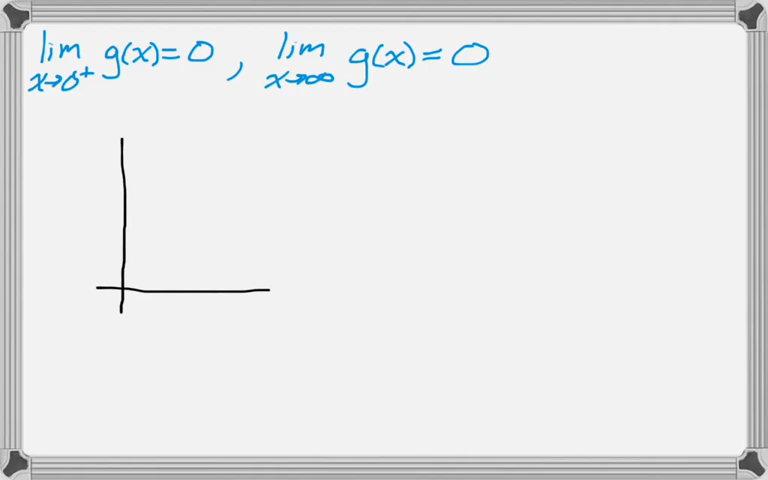 lim g(x)=0 , lim g(x)=0
x→0⁺ x→∞